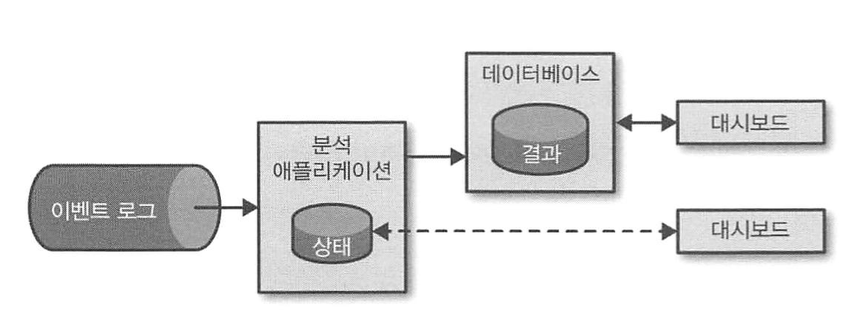 이벤트 로그
분석
애플리케이션
상태
데이터베이스
결과
대시보드
대시보드